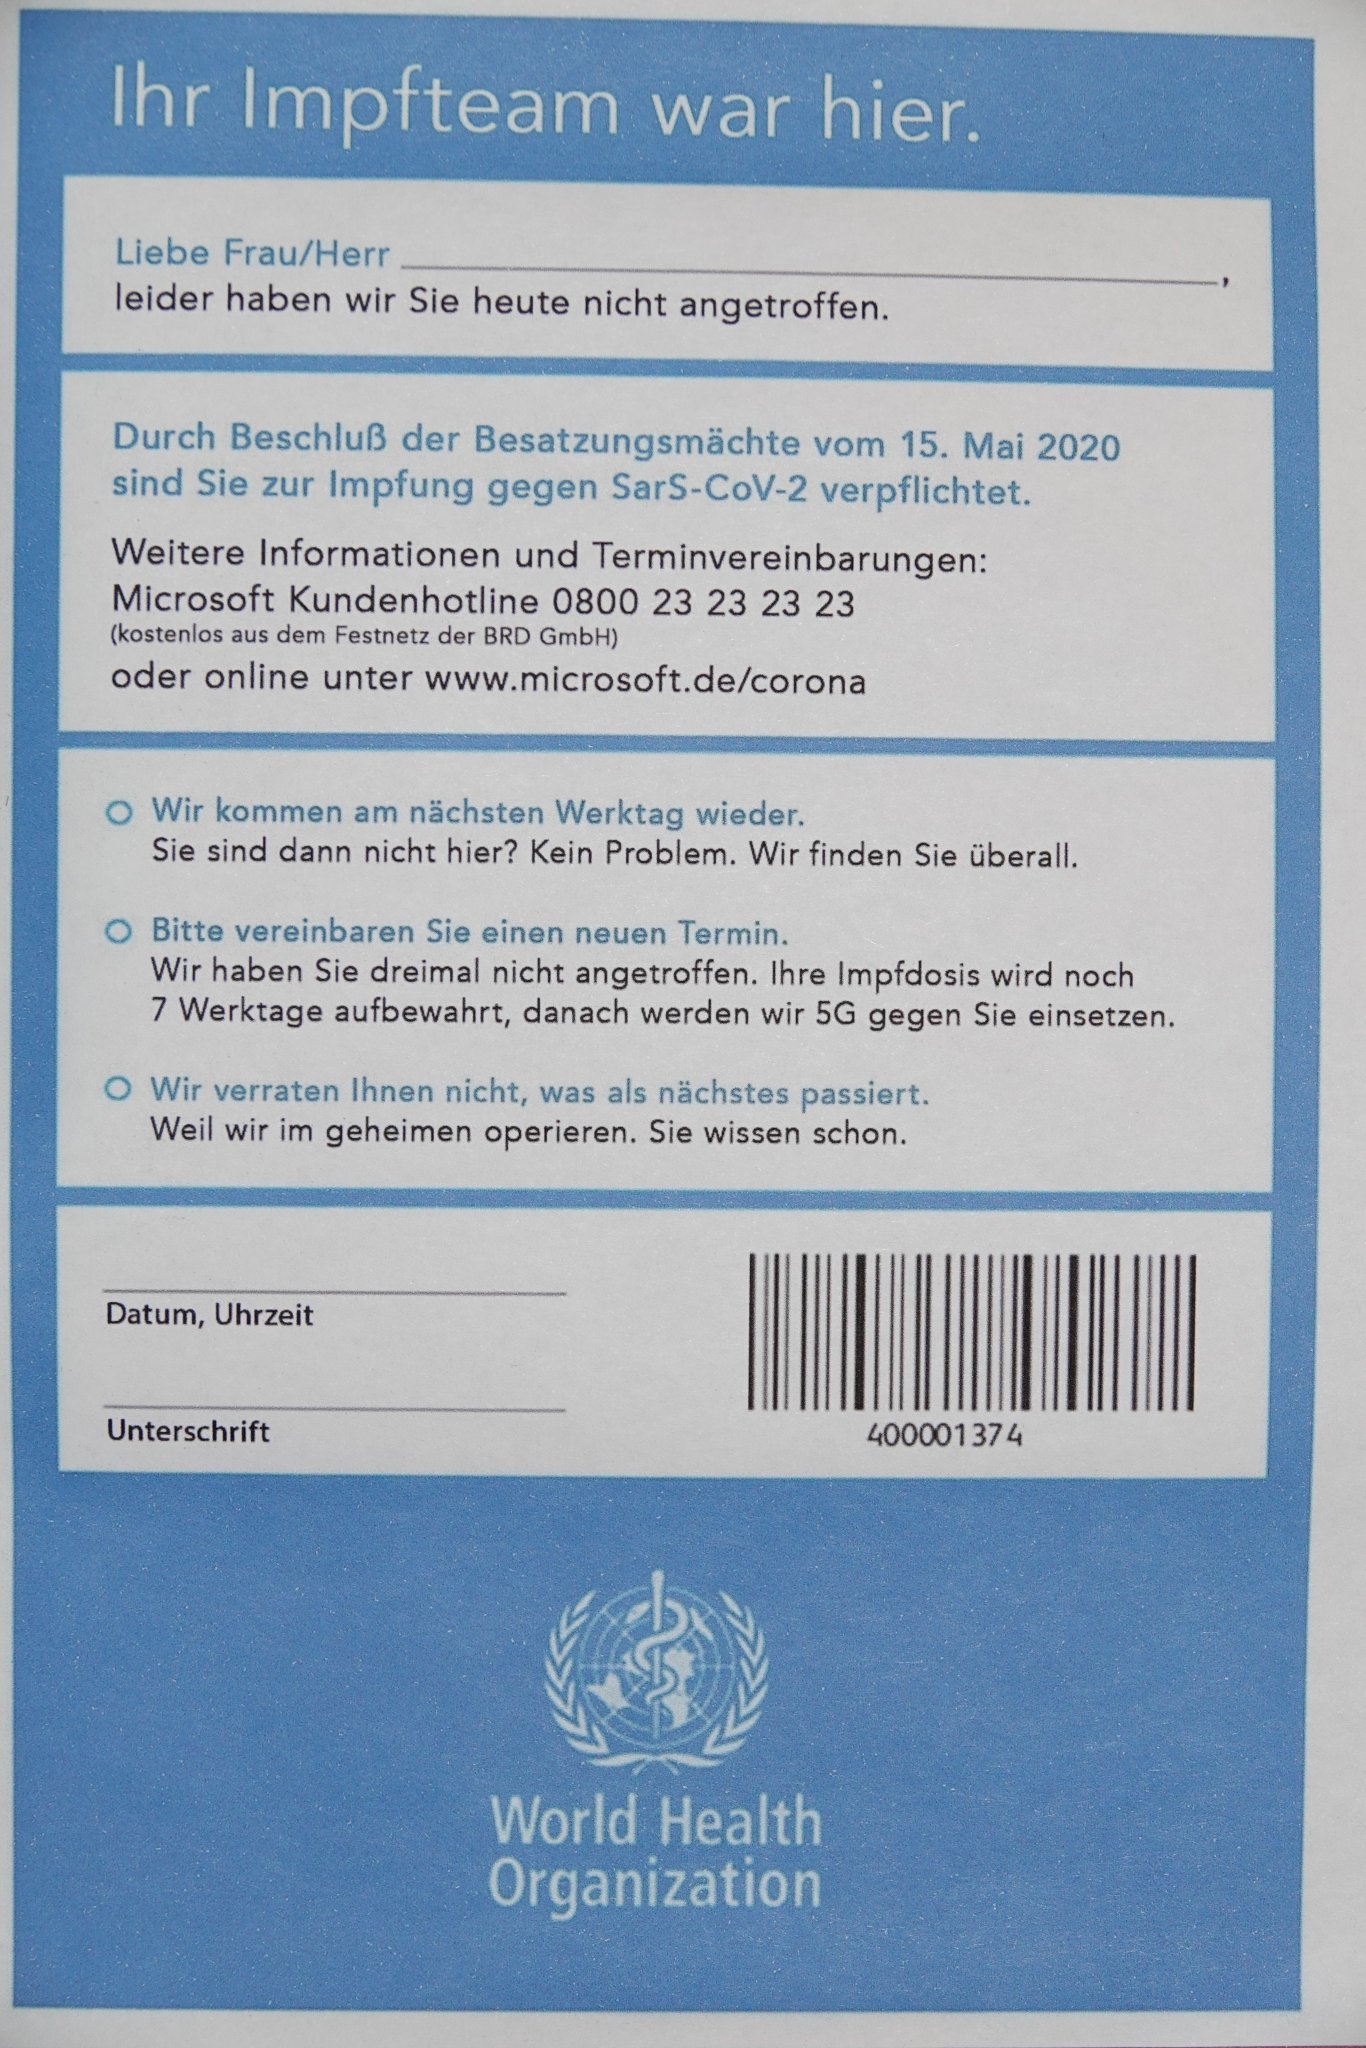 Ihr Impfteam war hier.
Liebe Frau/Herr ,
leider haben wir Sie heute nicht angetroffen.
Durch Beschluß der Besatzungsmächte vom 15. Mai 2020
sind Sie zur Impfung gegen SarS-CoV-2 verpflichtet.
Weitere Informationen und Terminvereinbarungen:
Microsoft Kundenhotline 0800 23 23 23 23
(kostenlos aus dem Festnetz der BRD GmbH)
oder online unter www.microsoft.de/corona
Wir kommen am nächsten Werktag wieder.
Sie sind dann nicht hier? Kein Problem. Wir finden Sie überall.
Bitte vereinbaren Sie einen neuen Termin.
Wir haben Sie dreimal nicht angetroffen. Ihre Impfdosis wird noch
7 Werktage aufbewahrt, danach werden wir 5G gegen Sie einsetzen.
Wir verraten Ihnen nicht, was als nächstes passiert.
Weil wir im geheimen operieren. Sie wissen schon.
Datum, Uhrzeit
Unterschrift
400001374
World Health
Organization